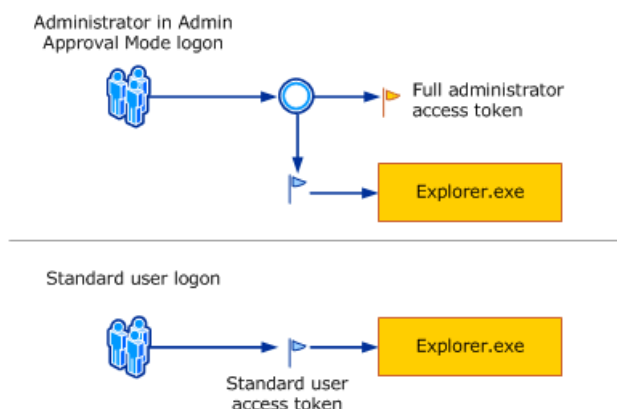 Administrator in Admin
Approval Mode logon
Full administrator
access token
Explorer.exe
Standard user logon
Explorer.exe
Standard user
access token